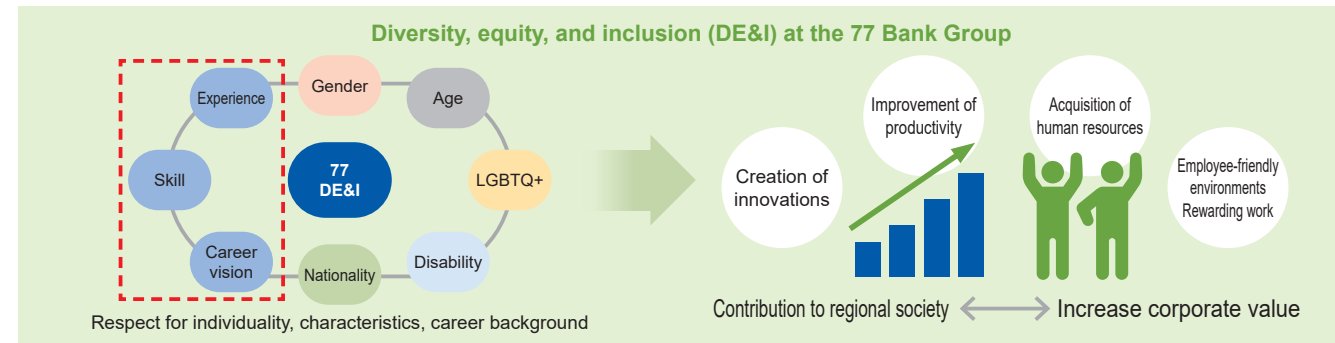 Diversity, equity, and inclusion (DE&I) at the 77 Bank Group
Experience
Gender
Age
Skill
77
DE&I
LGBTQ+
Career
vision
Nationality
Disability
Respect for individuality, characteristics, career background
Creation of
innovations
Improvement of
productivity
Acquisition of
human resources
Employee-friendly
environments
Rewarding work
Contribution to regional society
Increase corporate value